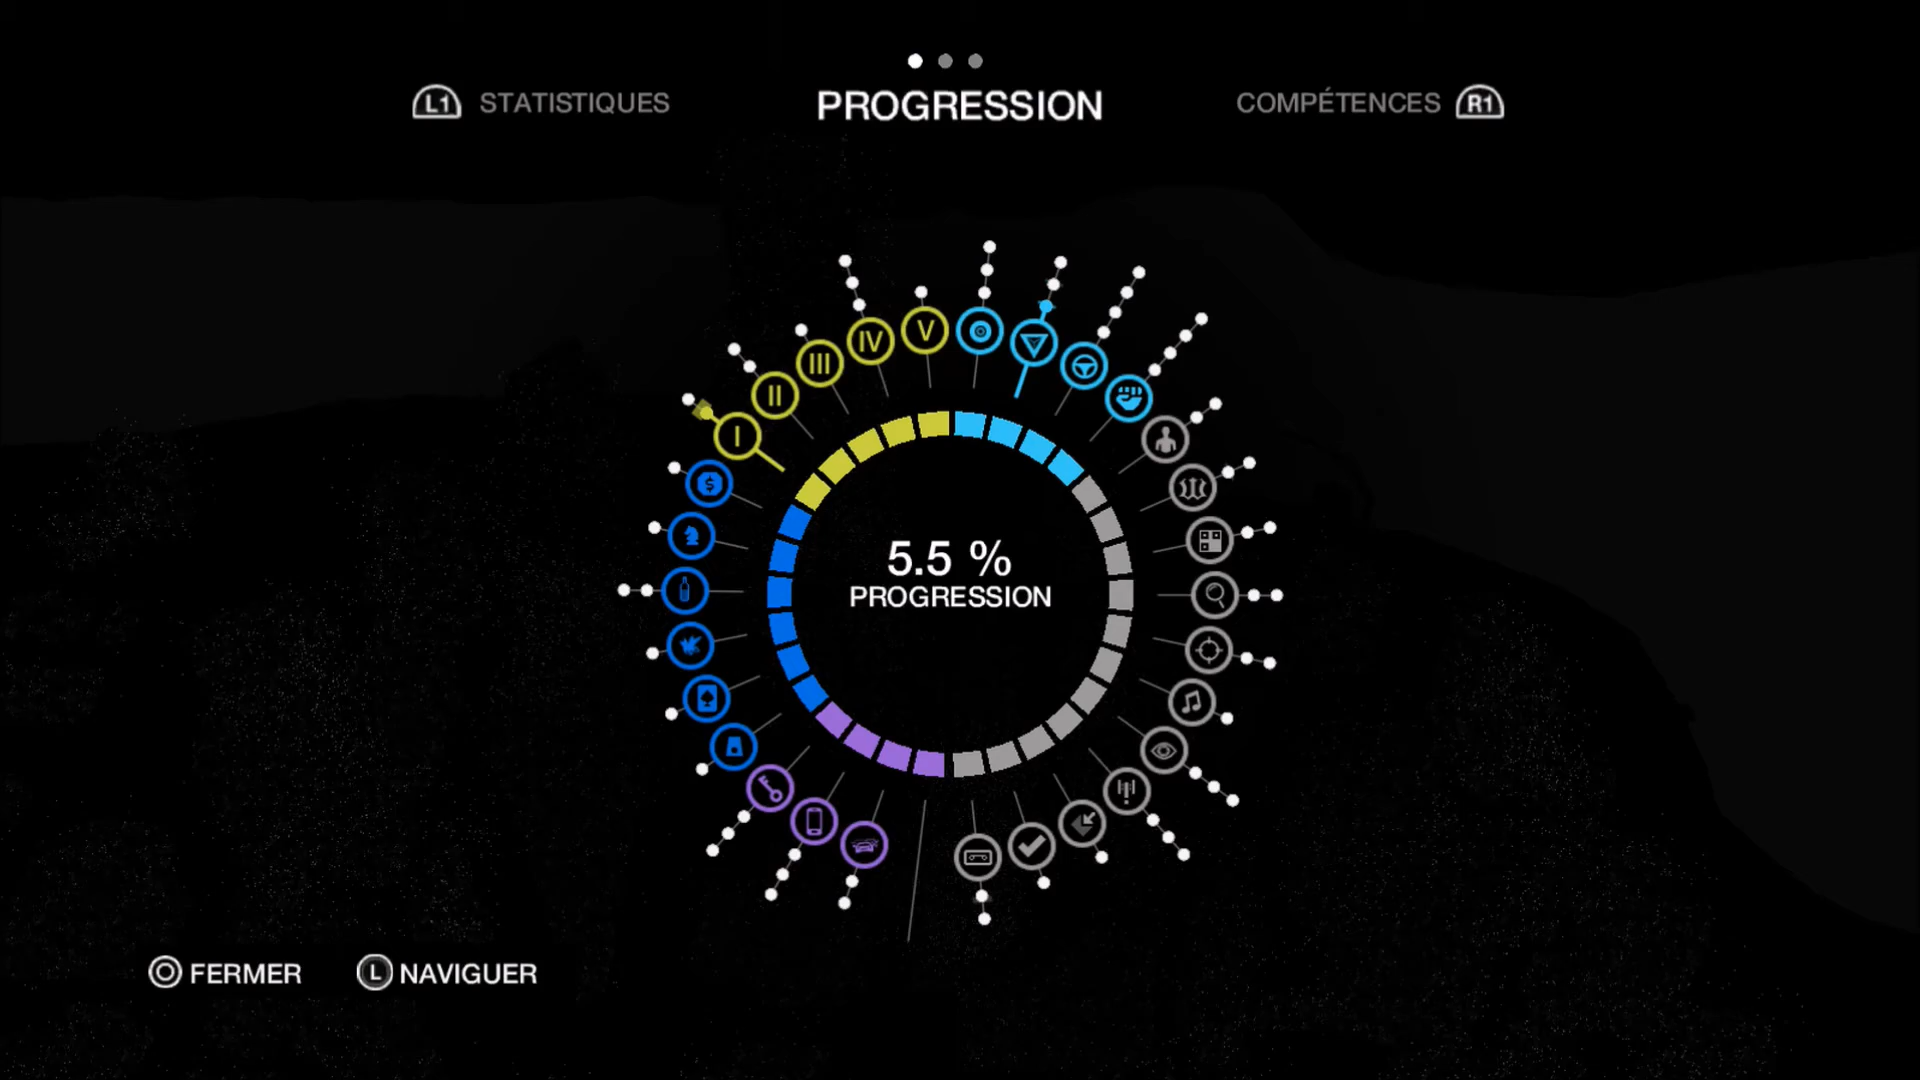 L1 STATISTIQUES
PROGRESSION
COMPÉTENCES R1
I
II
III
IV
V
$
5.5 %
PROGRESSION
FERMER
L NAVIGUER